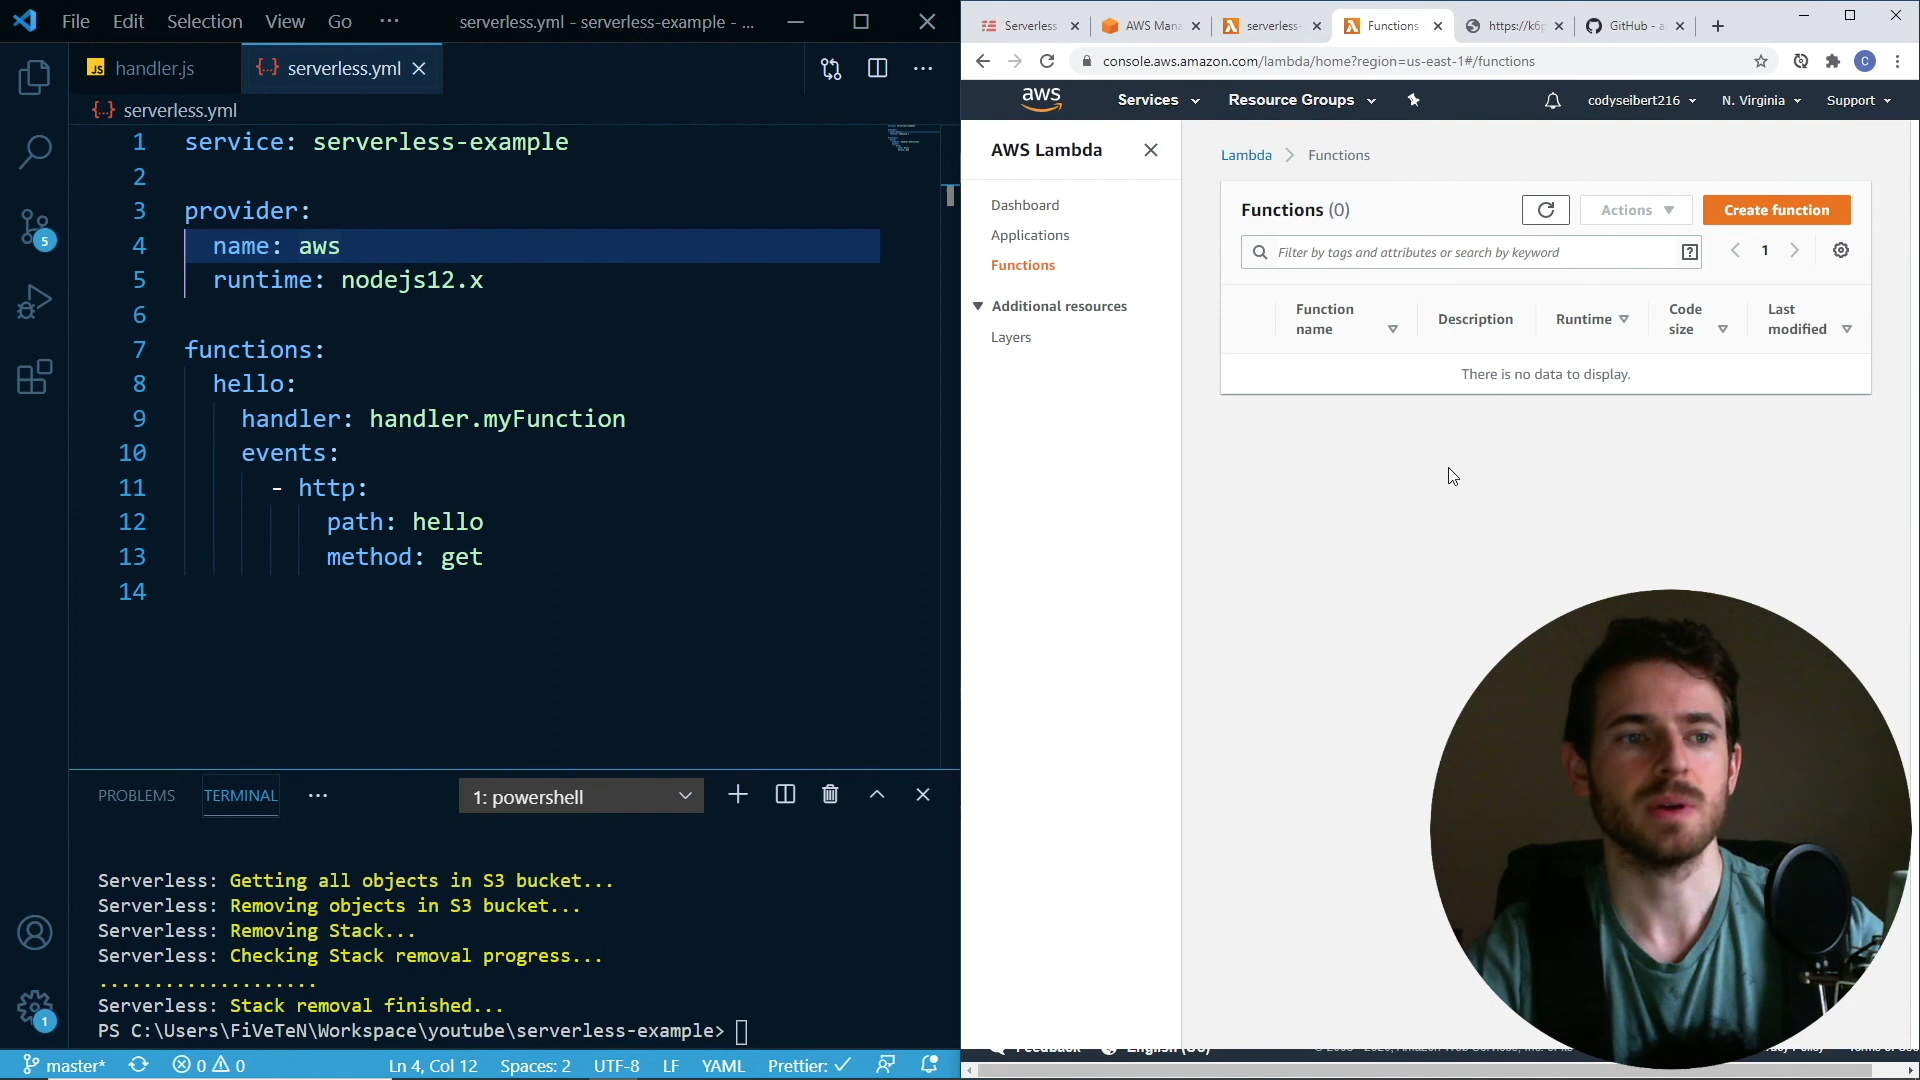 File Edit Selection View Go ··· serverless.yml - serverless-example - ...
handler.js
serverless.yml
serverless.yml
1 service: serverless-example
2
3 provider:
4 name: aws
5 runtime: nodejs12.x
6
7 functions:
8 hello:
9 handler: handler.myFunction
10 events:
11 - http:
12 path: hello
13 method: get
14
5
1
PROBLEMS TERMINAL ··· 1: powershell
Serverless: Getting all objects in S3 bucket...
Serverless: Removing objects in S3 bucket...
Serverless: Removing Stack...
Serverless: Checking Stack removal progress...
....................
Serverless: Stack removal finished...
PS C:\Users\FiVeTeN\Workspace\youtube\serverless-example>
master* 0 0 Ln 4, Col 12 Spaces: 2 UTF-8 LF YAML Prettier: ✓
Serverless AWS Mana serverless- Functions https://k6p GitHub - a
console.aws.amazon.com/lambda/home?region=us-east-1#/functions
C
aws Services Resource Groups codyseibert216 N. Virginia Support
AWS Lambda
Dashboard
Applications
Functions
Additional resources
Layers
Lambda > Functions
Functions (0) Actions Create function
Filter by tags and attributes or search by keyword ? 1
Function name Description Runtime Code size Last modified
There is no data to display.